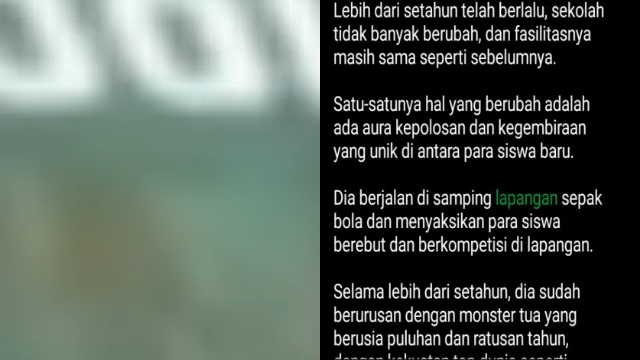 Lebih dari setahun telah berlalu, sekolah
tidak banyak berubah, dan fasilitasnya
masih sama seperti sebelumnya.
Satu-satunya hal yang berubah adalah
ada aura kepolosan dan kegembiraan
yang unik di antara para siswa baru.
Dia berjalan di samping lapangan sepak
bola dan menyaksikan para siswa
berebut dan berkompetisi di lapangan.
Selama lebih dari setahun, dia sudah
berurusan dengan monster tua yang
berusia puluhan dan ratusan tahun,